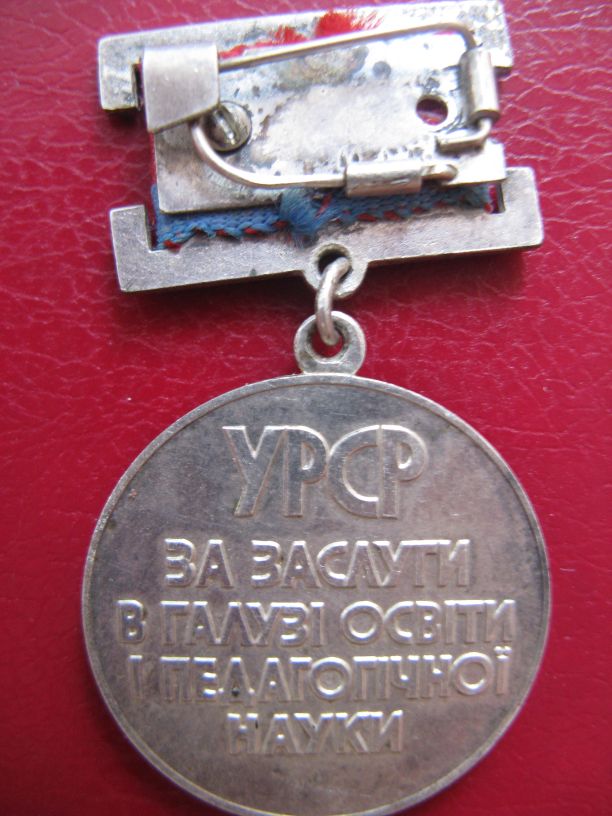 УРСР
ЗА ЗАСЛУГИ
В ГАЛУЗІ ОСВІТИ
І ПЕДАГОГІЧНОЇ
НАУКИ